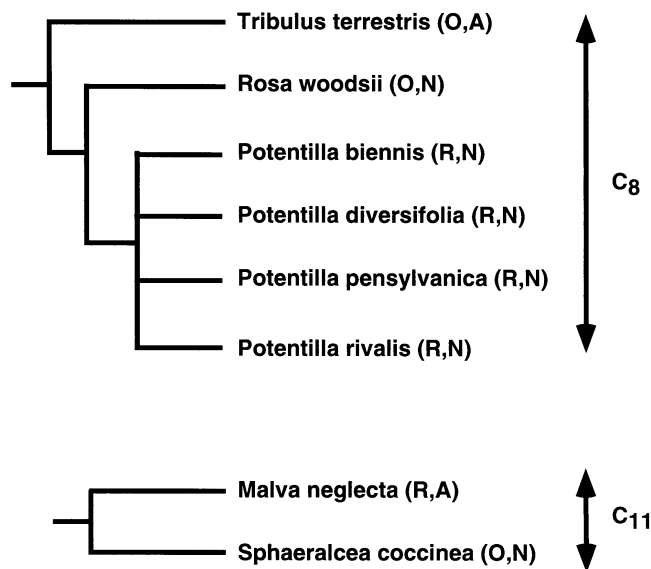 Tribulus terrestris (O,A)
Rosa woodsii (O,N)
Potentilla biennis (R,N)
C8
Potentilla diversifolia (R,N)
Potentilla pensylvanica (R,N)
Potentilla rivalis (R,N)
Malva neglecta (R,A)
C11
Sphaeralcea coccinea (O,N)